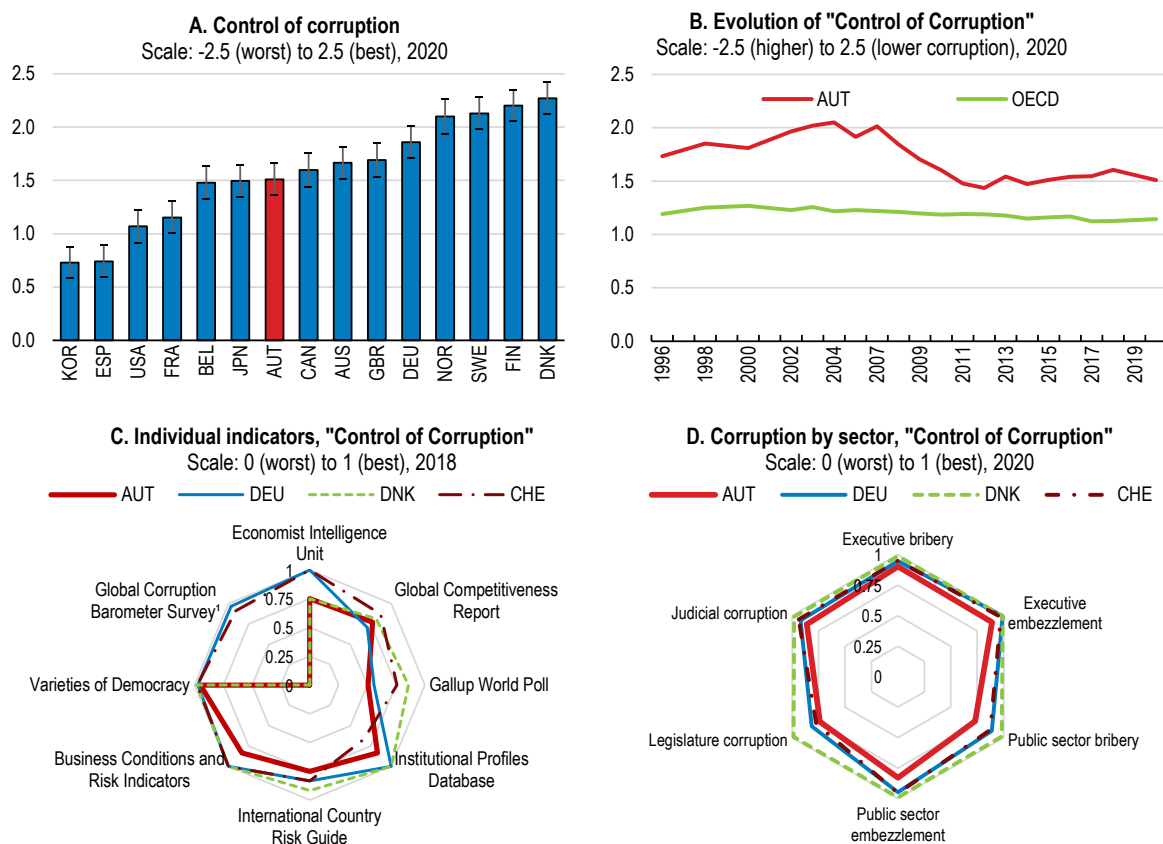 A. Control of corruption
Scale: -2.5 (worst) to 2.5 (best), 2020
2.5
2.0
1.5
1.0
0.5
0.0
KOR
ESP
USA
FRA
BEL
JPN
AUT
CAN
AUS
GBR
DEU
NOR
SWE
FIN
DNK
B. Evolution of "Control of Corruption"
Scale: -2.5 (higher) to 2.5 (lower corruption), 2020
AUT
OECD
2.5
2.0
1.5
1.0
0.5
0.0
1996
1998
2000
2002
2004
2007
2009
2011
2013
2015
2017
2019
C. Individual indicators, "Control of Corruption"
Scale: 0 (worst) to 1 (best), 2018
AUT
DEU
DNK
CHE
Economist Intelligence
Unit
1
0.75
0.5
0.25
0
Global Competitiveness
Report
Gallup World Poll
Institutional Profiles
Database
International Country
Risk Guide
Business Conditions and
Risk Indicators
Varieties of Democracy
Global Corruption
Barometer Survey¹
D. Corruption by sector, "Control of Corruption"
Scale: 0 (worst) to 1 (best), 2020
AUT
DEU
DNK
CHE
Executive bribery
1
0.75
0.5
0.25
0
Executive
embezzlement
Public sector bribery
Public sector
embezzlement
Legislature corruption
Judicial corruption